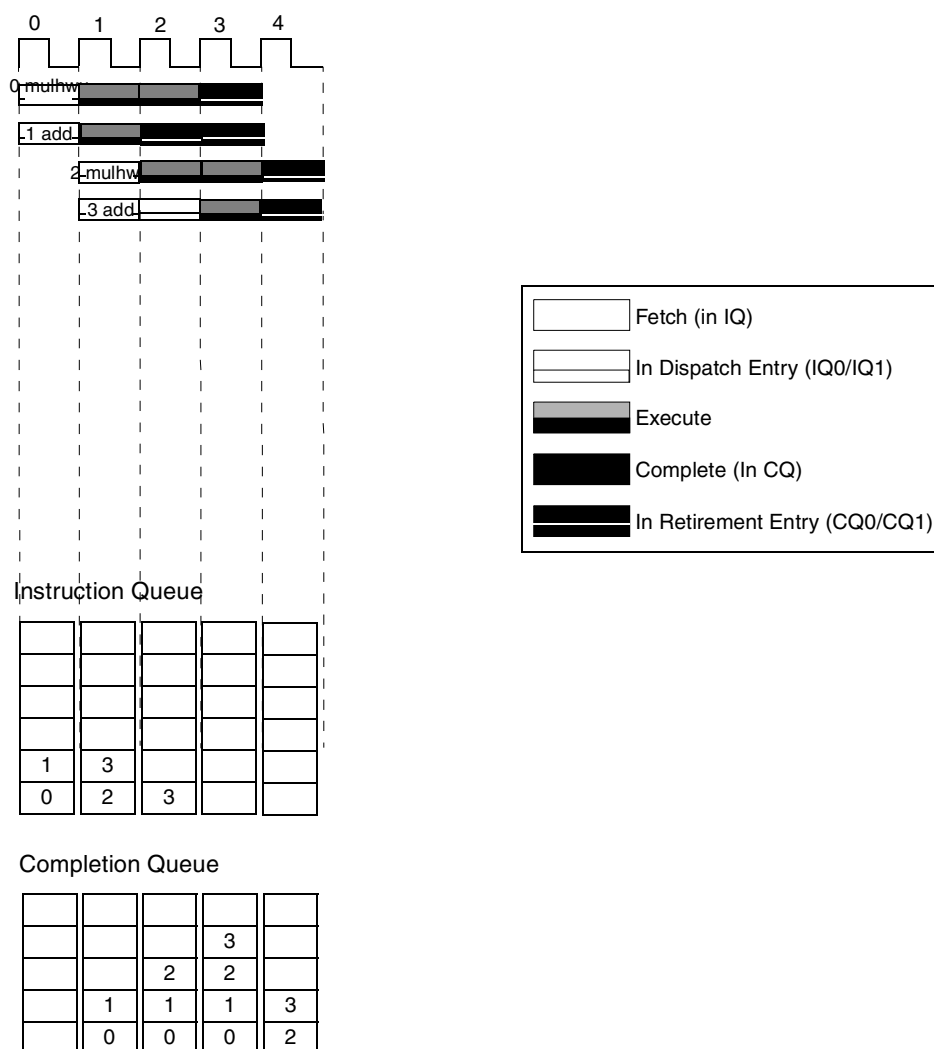 0 1 2 3 4
0 mulhw
1 add
2 mulhw
3 add
Fetch (in IQ)
In Dispatch Entry (IQ0/IQ1)
Execute
Complete (In CQ)
In Retirement Entry (CQ0/CQ1)
Instruction Queue
1 3
0 2 3
Completion Queue
3
2 2
1 1 1 3
0 0 0 2